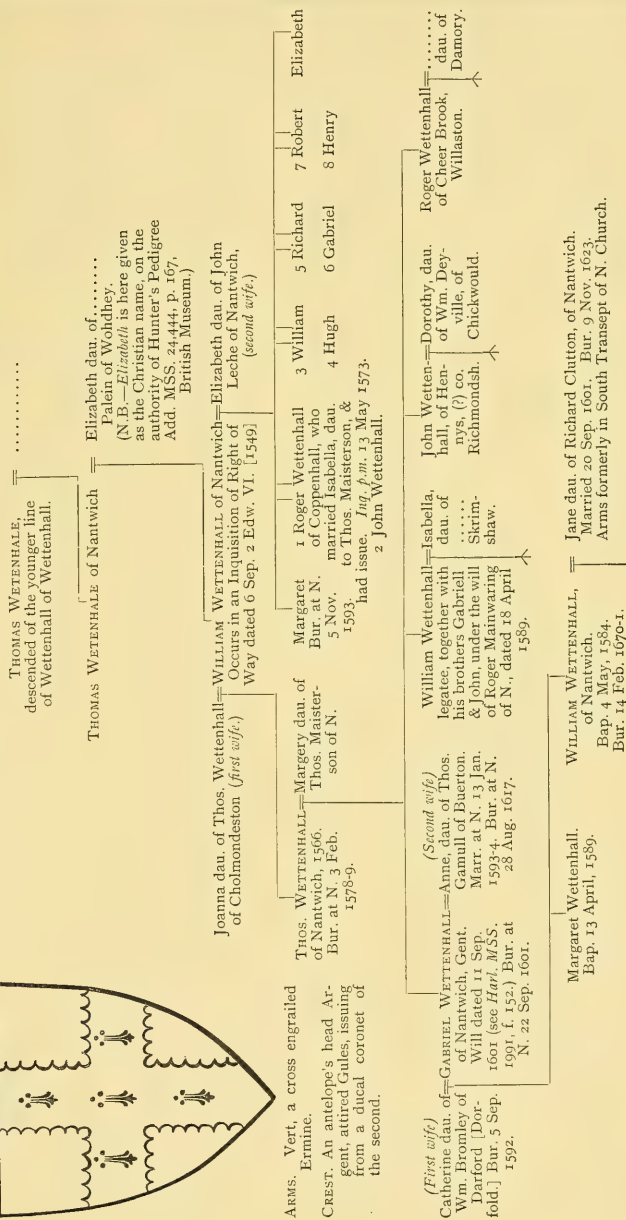 THOMAS WETENHALE,
descended of the younger line
of Wettenhall of Wettenhall.
=
............
THOMAS WETENHALE of Nantwich
=
Elizabeth dau. of.........
Palein of Wohdhey.
(N.B.—Elizabeth is here given
as the Christian name, on the
authority of Hunter's Pedigree
Add. MSS. 24,444, p. 167,
British Museum.)
Joanna dau. of Thos. Wettenhall
of Cholmondeston (first wife.)
=
WILLIAM WETTENHALL of Nantwich
Occurs in an Inquisition of Right of
Way dated 6 Sep. 2 Edw. VI. [1549]
=
Elizabeth dau. of John
Leche of Nantwich,
(second wife.)
ARMS. Vert, a cross engrailed
Ermine.
CREST. An antelope's head Ar-
gent, attired Gules, issuing
from a ducal coronet of
the second.
THOS. WETTENHALL
of Nantwich, 1566.
Bur. at N. 3 Feb.
1578-9.
=
Margery dau. of
Thos. Maister-
son of N.
Margaret
Bur. at N.
5 Nov.
1593.
1 Roger Wettenhall
of Coppenhall, who
married Isabella, dau.
to Thos. Maisterson, &
had issue. Inq. p.m. 13 May 1573.
2 John Wettenhall.
3 William
4 Hugh
5 Richard
6 Gabriel
7 Robert
8 Henry
Elizabeth
(First wife)
Catherine dau. of
Wm. Bromley of
Darford [Dor-
fold.] Bur. 5 Sep.
1592.
=
GABRIEL WETTENHALL
of Nantwich, Gent.
Will dated 11 Sep.
1601 (see Harl. MSS.
1991, f. 152.) Bur. at
N. 22 Sep. 1601.
=
(Second wife)
Anne, dau. of Thos.
Gamull of Buerton.
Marr. at N. 13 Jan.
1593-4. Bur. at N.
28 Aug. 1617.
William Wettenhall
legatee, together with
his brothers Gabriell
& John, under the will
of Roger Mainwaring
of N., dated 18 April
1589.
=
Isabella,
dau. of
......
Skrim-
shaw.
John Wetten-
hall, of Hen-
nys, (?) co.
Richmondsh.
=
Dorothy, dau.
of Wm. Dey-
ville, of
Chickwould.
Roger Wettenhall
of Cheer Brook,
Willaston.
=
........
dau. of
Damory.
Margaret Wettenhall.
Bap. 13 April, 1589.
WILLIAM WETTENHALL,
of Nantwich.
Bap. 4 May, 1584.
Bur. 14 Feb. 1670-1.
=
Jane dau. of Richard Clutton, of Nantwich.
Married 20 Sep. 1601. Bur. 9 Nov. 1623.
Arms formerly in South Transept of N. Church.